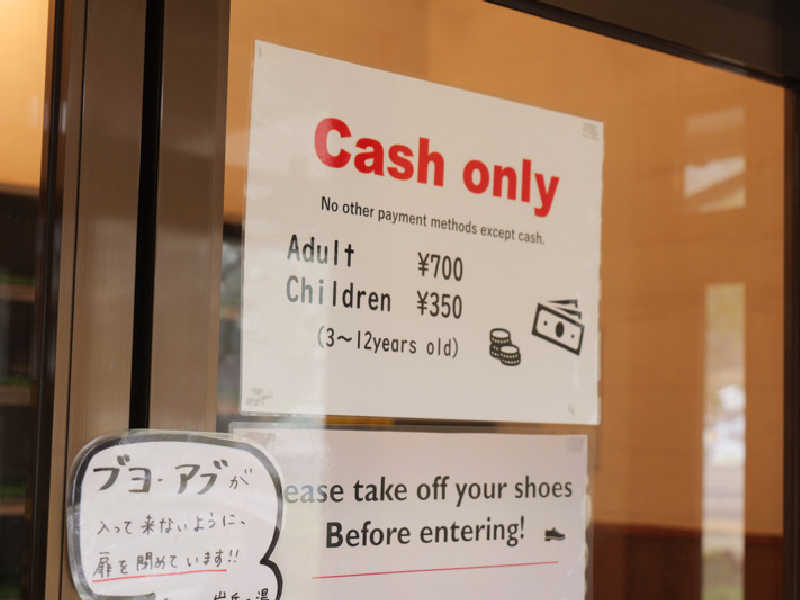 Cash only
No other payment methods except cash.
Adult ¥700
Children ¥350
(3〜12years old)
ease take off your shoes
Before entering!
ブヨ・アブが
入って来ないように、
扉を閉めています!!